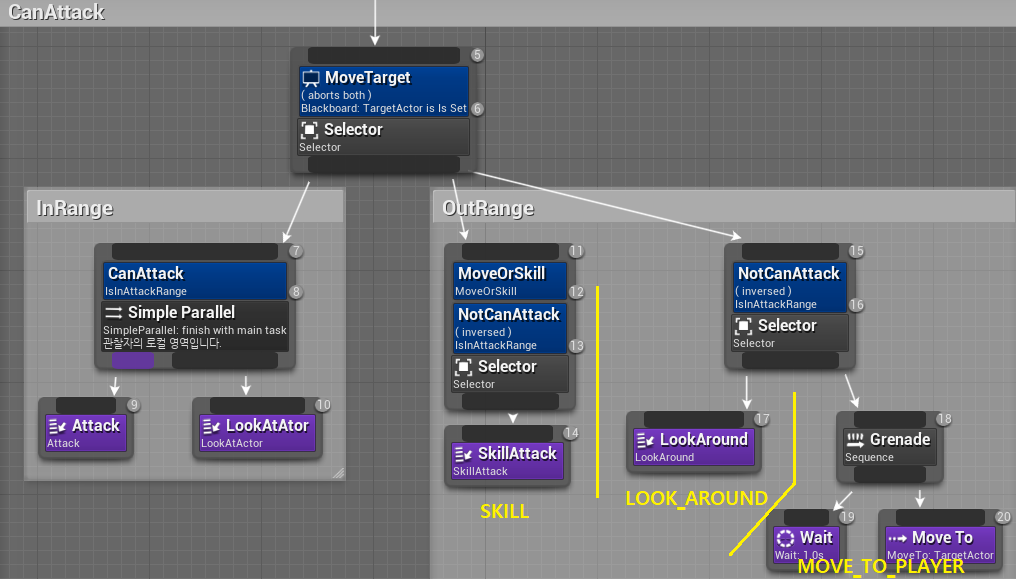 CanAttack
5
MoveTarget
( aborts both )
Blackboard: TargetActor is Is Set
6
Selector
Selector
InRange
7
CanAttack
IsInAttackRange
8
Simple Parallel
SimpleParallel: finish with main task
관찰자의 로컬 영역입니다.
9
Attack
Attack
10
LookAtAtor
LookAtActor
OutRange
11
MoveOrSkill
MoveOrSkill
12
NotCanAttack
( inversed )
IsInAttackRange
13
Selector
Selector
14
SkillAttack
SkillAttack
SKILL
15
NotCanAttack
( inversed )
IsInAttackRange
16
Selector
Selector
17
LookAround
LookAround
LOOK_AROUND
18
Grenade
Sequence
19
Wait
Wait: 1.0s
20
Move To
MoveTo: TargetActor
MOVE_TO_PLAYER